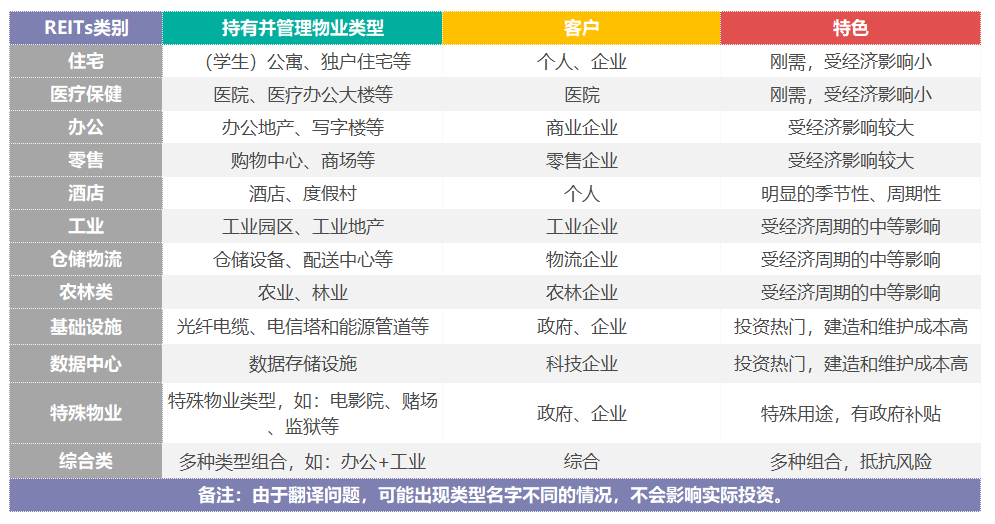 REITs类别 持有并管理物业类型 客户 特色
住宅 （学生）公寓、独户住宅等 个人、企业 刚需，受经济影响小
医疗保健 医院、医疗办公大楼等 医院 刚需，受经济影响小
办公 办公地产、写字楼等 商业企业 受经济影响较大
零售 购物中心、商场等 零售企业 受经济影响较大
酒店 酒店、度假村 个人 明显的季节性、周期性
工业 工业园区、工业地产 工业企业 受经济周期的中等影响
仓储物流 仓储设备、配送中心等 物流企业 受经济周期的中等影响
农林类 农业、林业 农林企业 受经济周期的中等影响
基础设施 光纤电缆、电信塔和能源管道等 政府、企业 投资热门，建造和维护成本高
数据中心 数据存储设施 科技企业 投资热门，建造和维护成本高
特殊物业 特殊物业类型，如：电影院、赌场
、监狱等 政府、企业 特殊用途，有政府补贴
综合类 多种类型组合，如：办公+工业 综合 多种组合，抵抗风险
备注：由于翻译问题，可能出现类型名字不同的情况，不会影响实际投资。